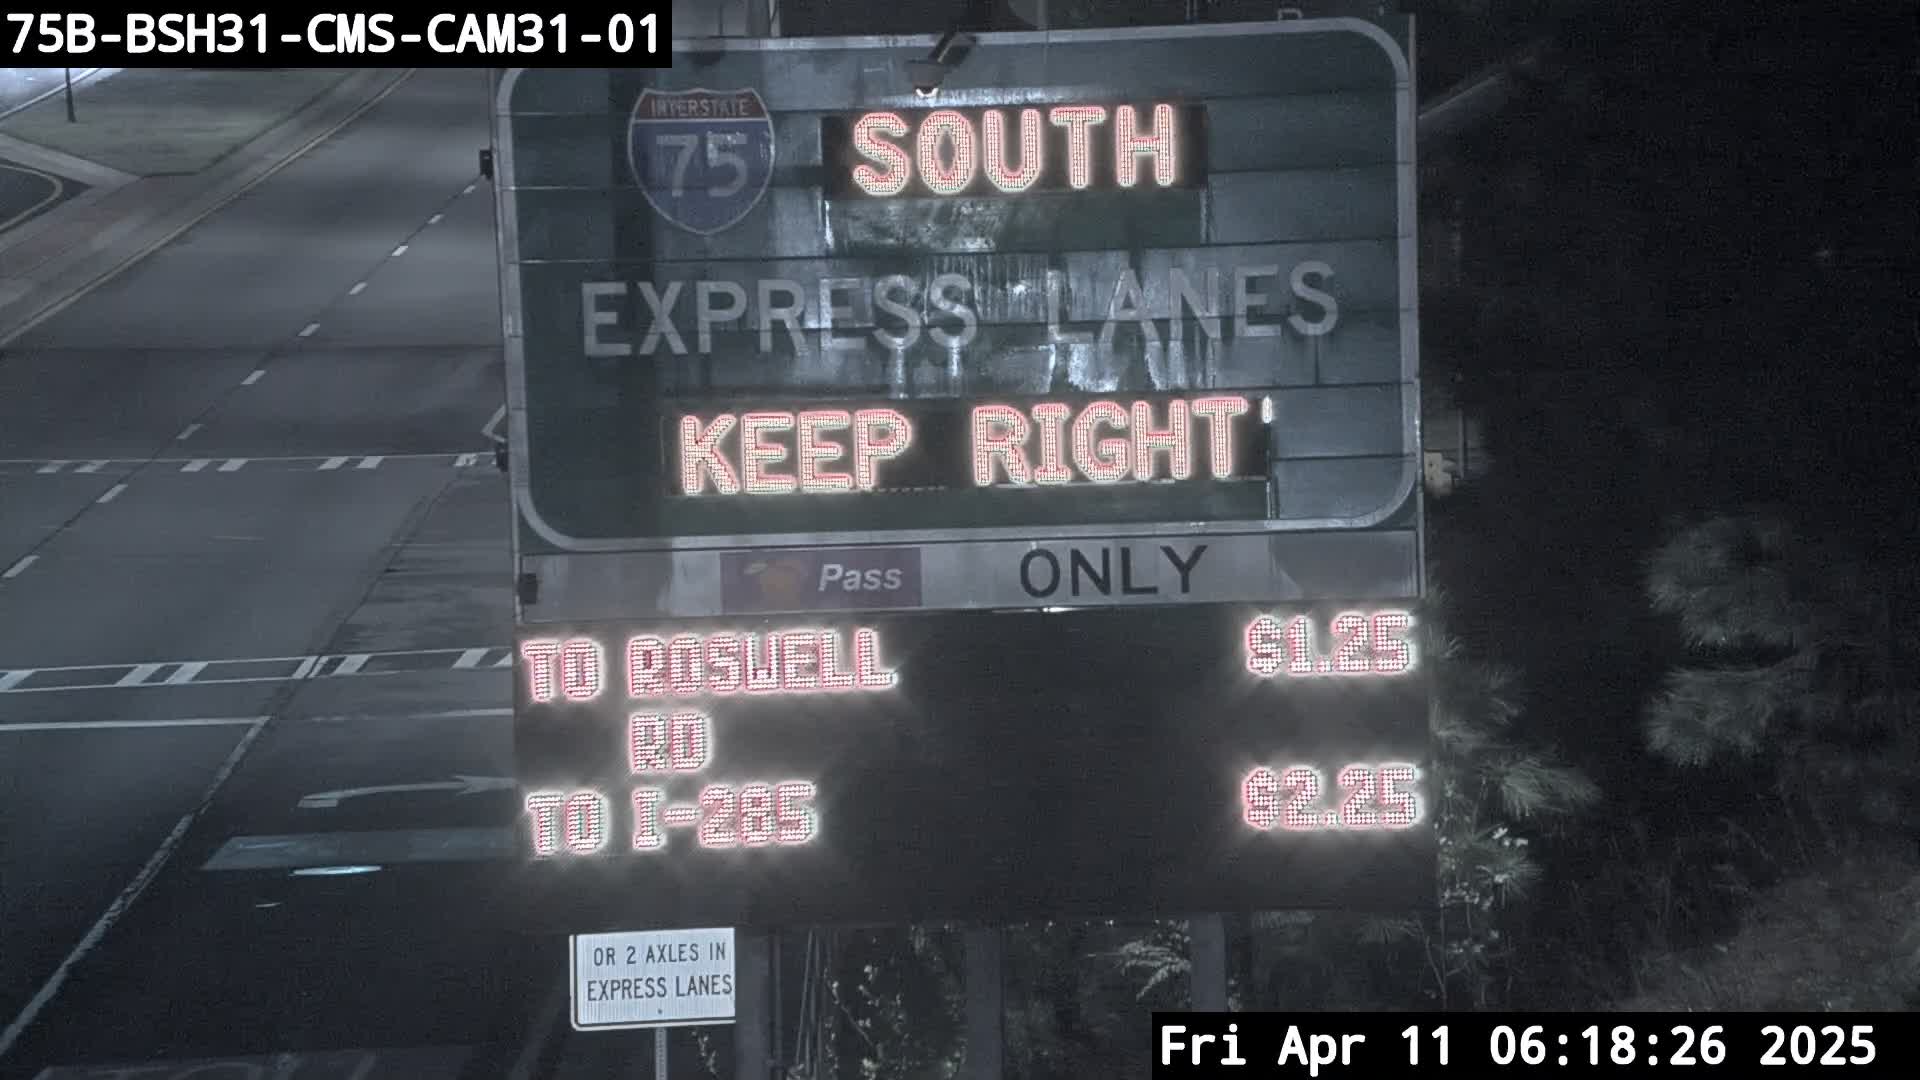 75B-BSH31-CMS-CAM31-01
INTERSTATE
75
SOUTH
EXPRESS LANES
KEEP RIGHT
Pass ONLY
TO ROSWELL $1.25
RD
TO I-285 $2.25
OR 2 AXLES IN
EXPRESS LANES
Fri Apr 11 06:18:26 2025